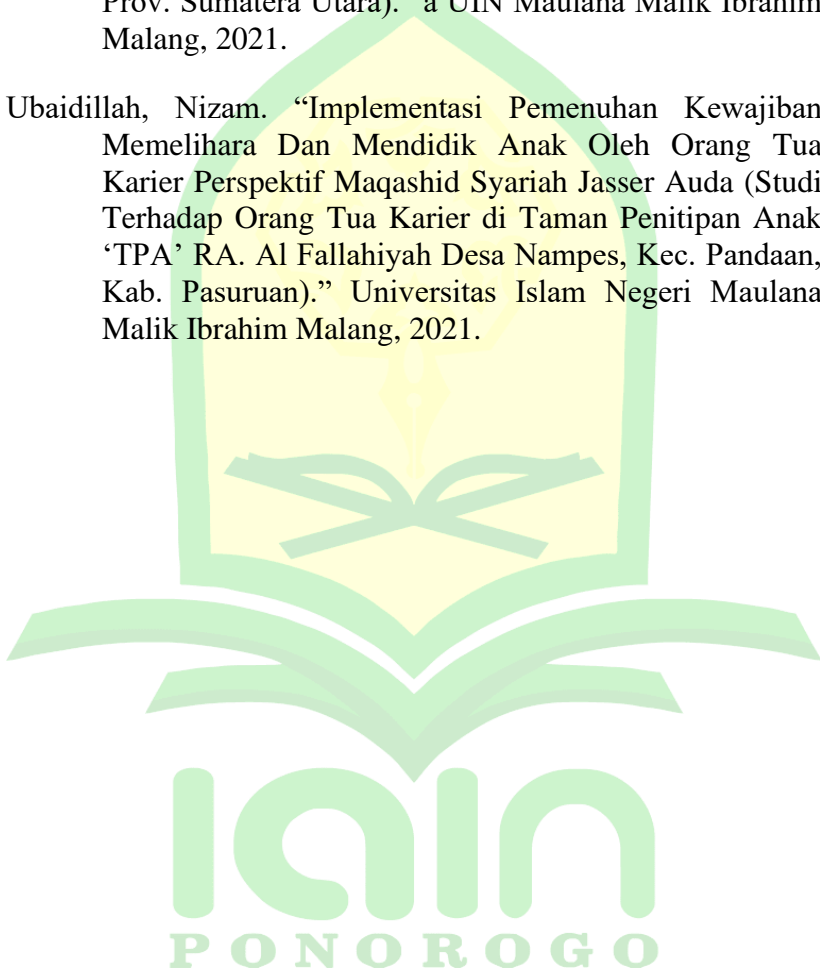 Prov. Sumatera Utara).” a UIN Maulana Malik Ibrahim
Malang, 2021.
Ubaidillah, Nizam. “Implementasi Pemenuhan Kewajiban
Memelihara Dan Mendidik Anak Oleh Orang Tua
Karier Perspektif Maqashid Syariah Jasser Auda (Studi
Terhadap Orang Tua Karier di Taman Penitipan Anak
‘TPA’ RA. Al Fallahiyah Desa Nampes, Kec. Pandaan,
Kab. Pasuruan).” Universitas Islam Negeri Maulana
Malik Ibrahim Malang, 2021.
iain
PONOROGO